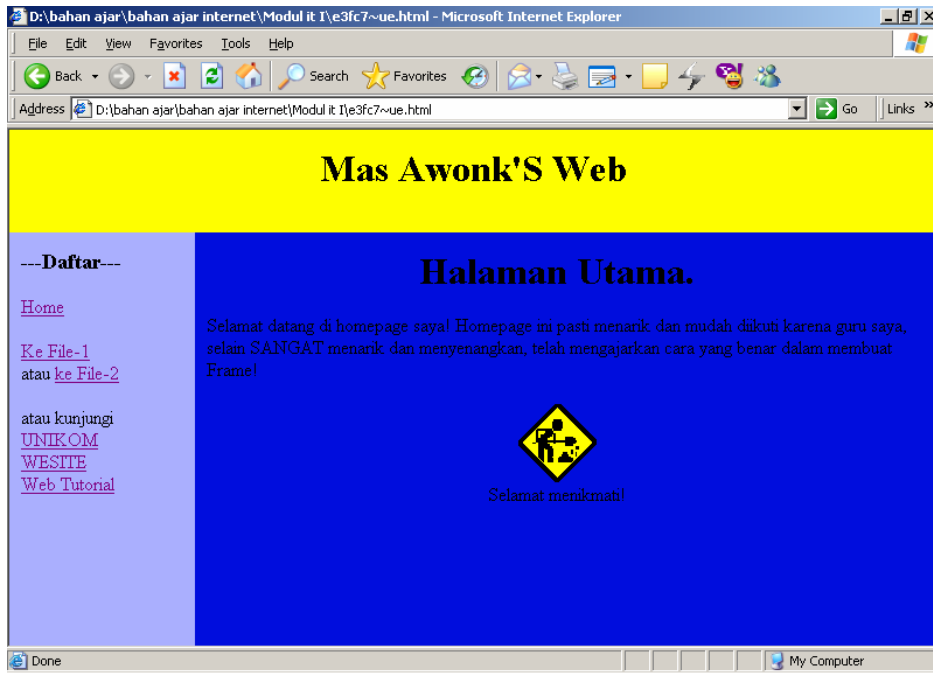 D:\bahan ajar\bahan ajar internet\Modul it I\e3fc7~ue.html - Microsoft Internet Explorer
File Edit View Favorites Tools Help
Back Search Favorites
Address D:\bahan ajar\bahan ajar internet\Modul it I\e3fc7~ue.html Go Links »
Mas Awonk'S Web
---Daftar---
Home
Ke File-1
atau ke File-2
atau kunjungi
UNIKOM
WESITE
Web Tutorial
Halaman Utama.
Selamat datang di homepage saya! Homepage ini pasti menarik dan mudah diikuti karena guru saya,
selain SANGAT menarik dan menyenangkan, telah mengajarkan cara yang benar dalam membuat
Frame!
Selamat menikmati!
Done My Computer